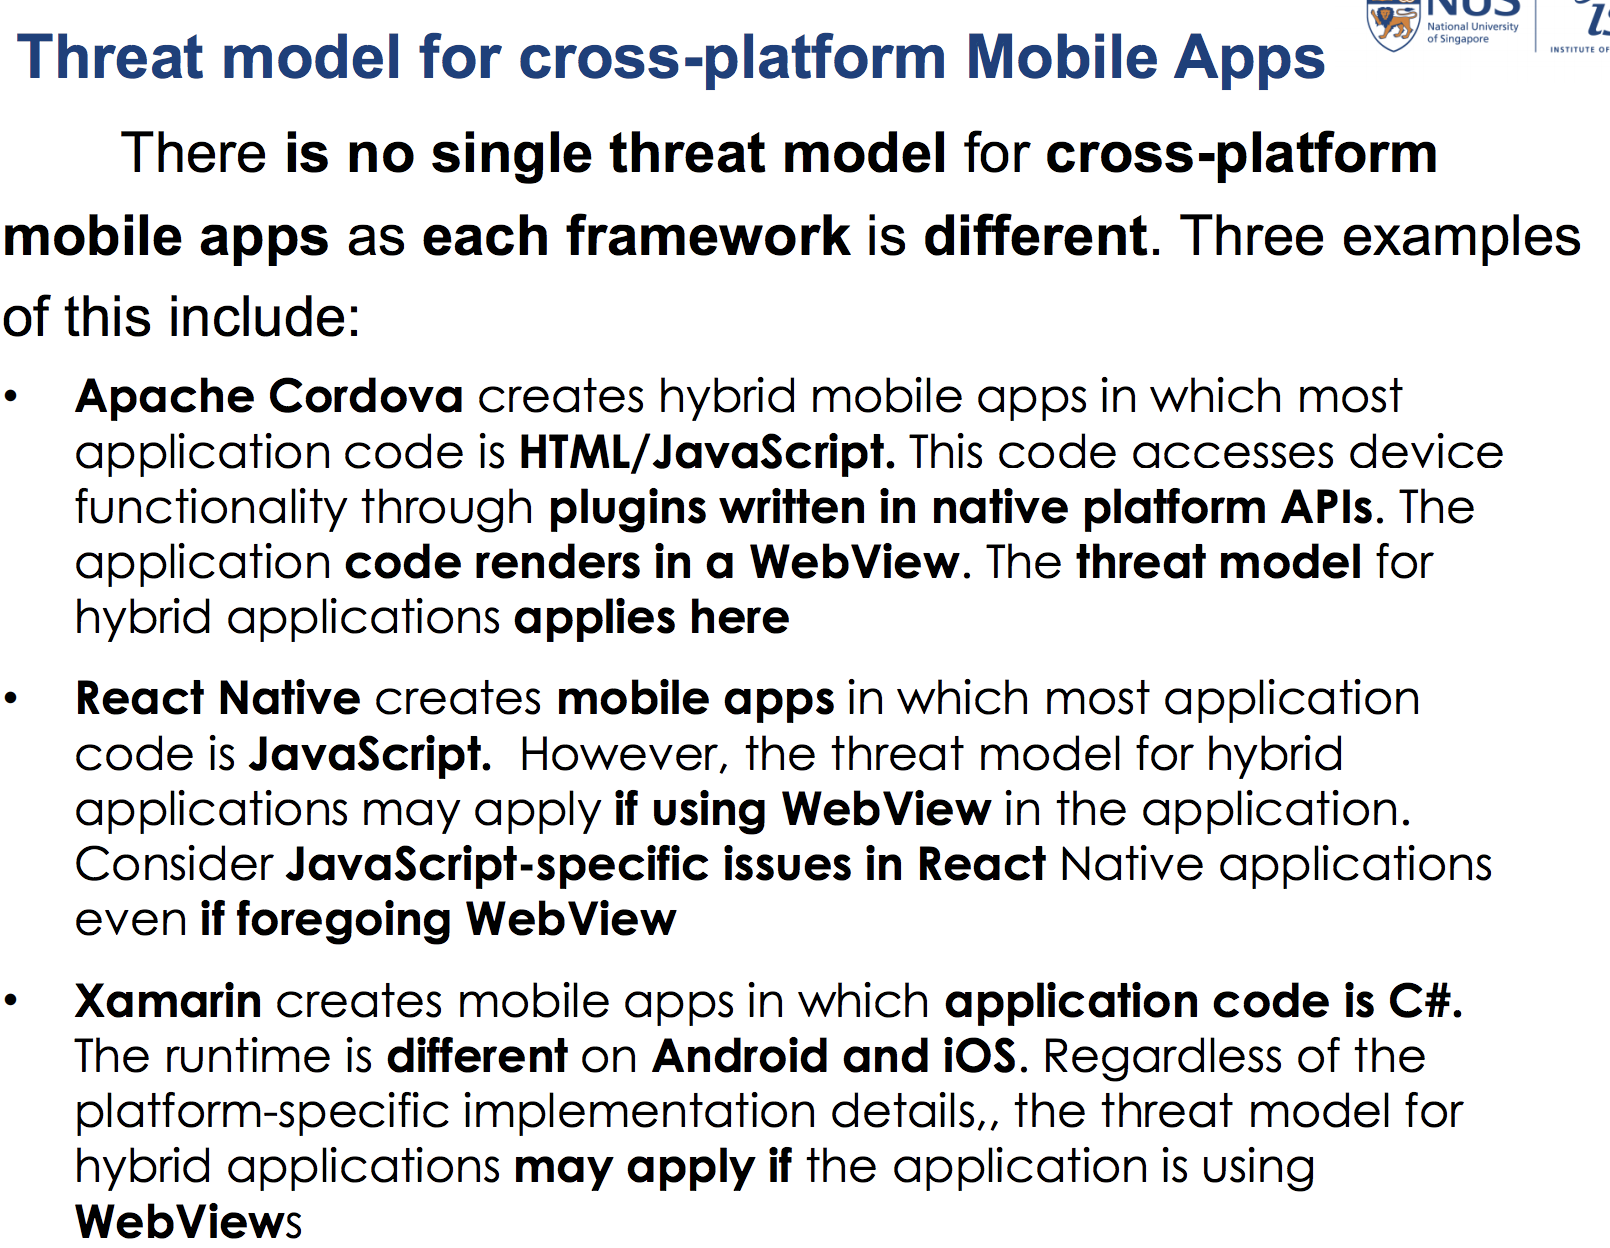 NUS
National University
of Singapore
INSTITUTE OF
Threat model for cross-platform Mobile Apps
There is no single threat model for cross-platform
mobile apps as each framework is different. Three examples
of this include:
• Apache Cordova creates hybrid mobile apps in which most
application code is HTML/JavaScript. This code accesses device
functionality through plugins written in native platform APIs. The
application code renders in a WebView. The threat model for
hybrid applications applies here
• React Native creates mobile apps in which most application
code is JavaScript.  However, the threat model for hybrid
applications may apply if using WebView in the application.
Consider JavaScript-specific issues in React Native applications
even if foregoing WebView
• Xamarin creates mobile apps in which application code is C#.
The runtime is different on Android and iOS. Regardless of the
platform-specific implementation details,, the threat model for
hybrid applications may apply if the application is using
WebViews